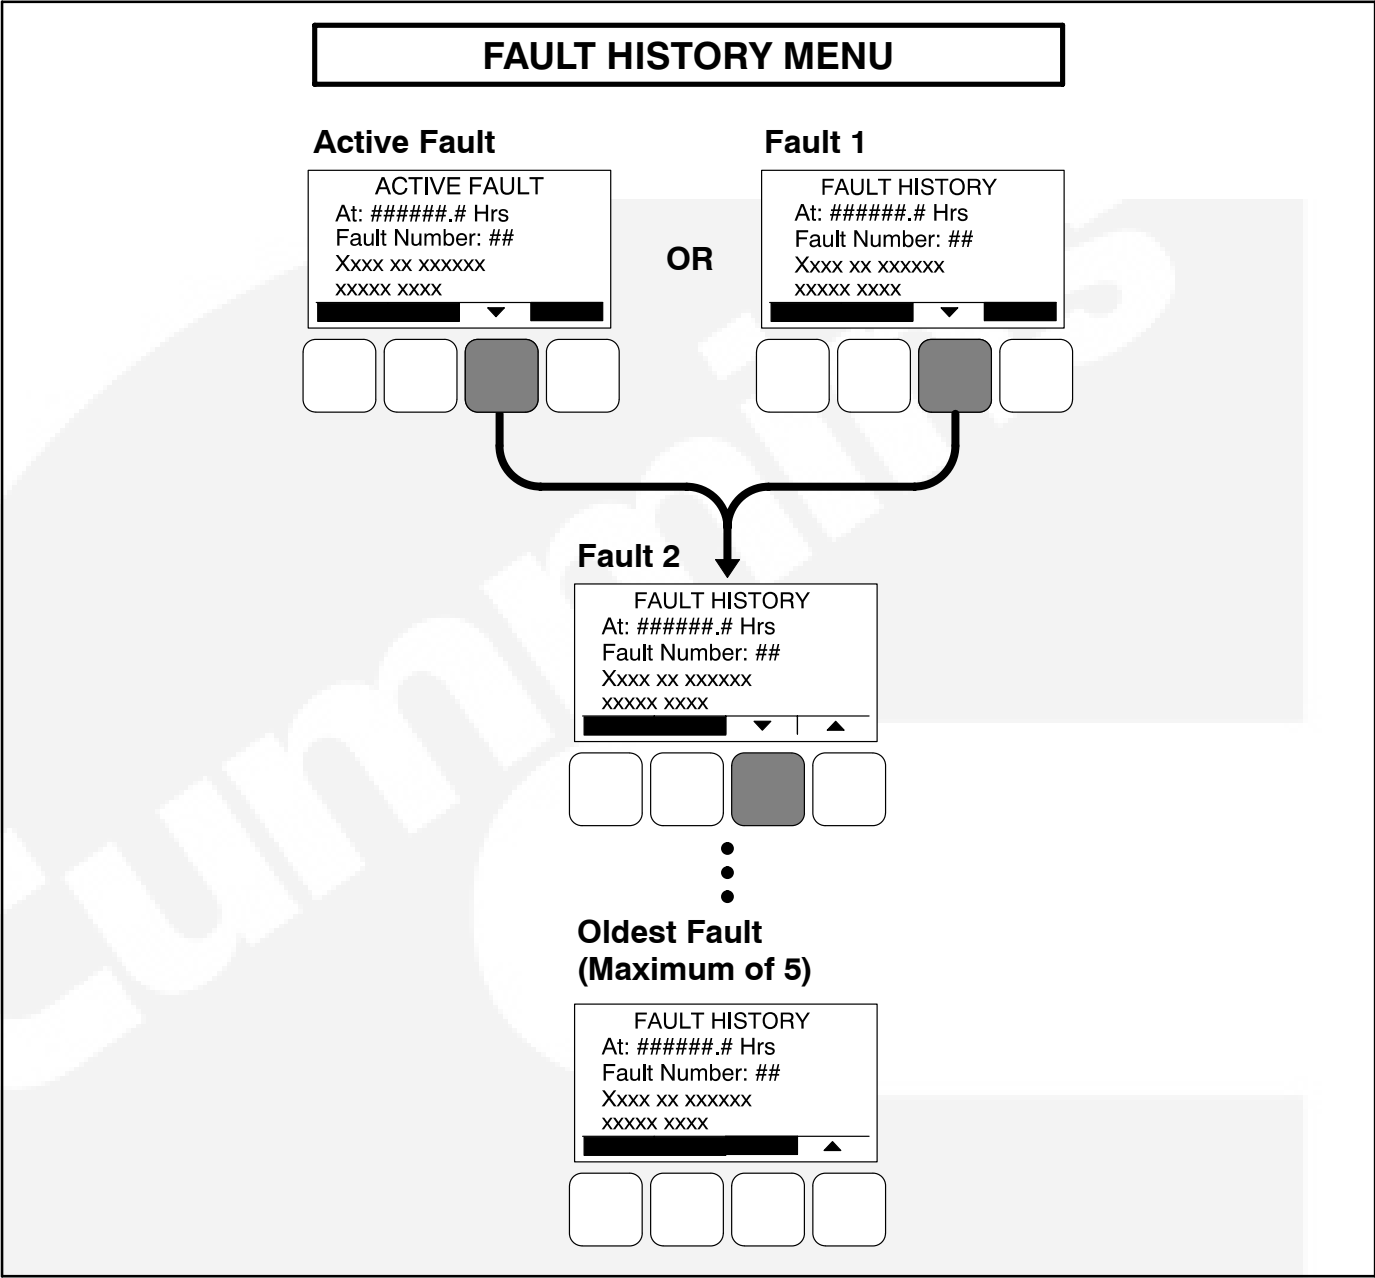 FAULT HISTORY MENU
Active Fault
ACTIVE FAULT
At: ######.# Hrs
Fault Number: ##
Xxxx xx xxxxxx
xxxxx xxxx
OR
Fault 1
FAULT HISTORY
At: ######.# Hrs
Fault Number: ##
Xxxx xx xxxxxx
xxxxx xxxx
Fault 2
FAULT HISTORY
At: ######.# Hrs
Fault Number: ##
Xxxx xx xxxxxx
xxxxx xxxx
Oldest Fault
(Maximum of 5)
FAULT HISTORY
At: ######.# Hrs
Fault Number: ##
Xxxx xx xxxxxx
xxxxx xxxx
Cummins